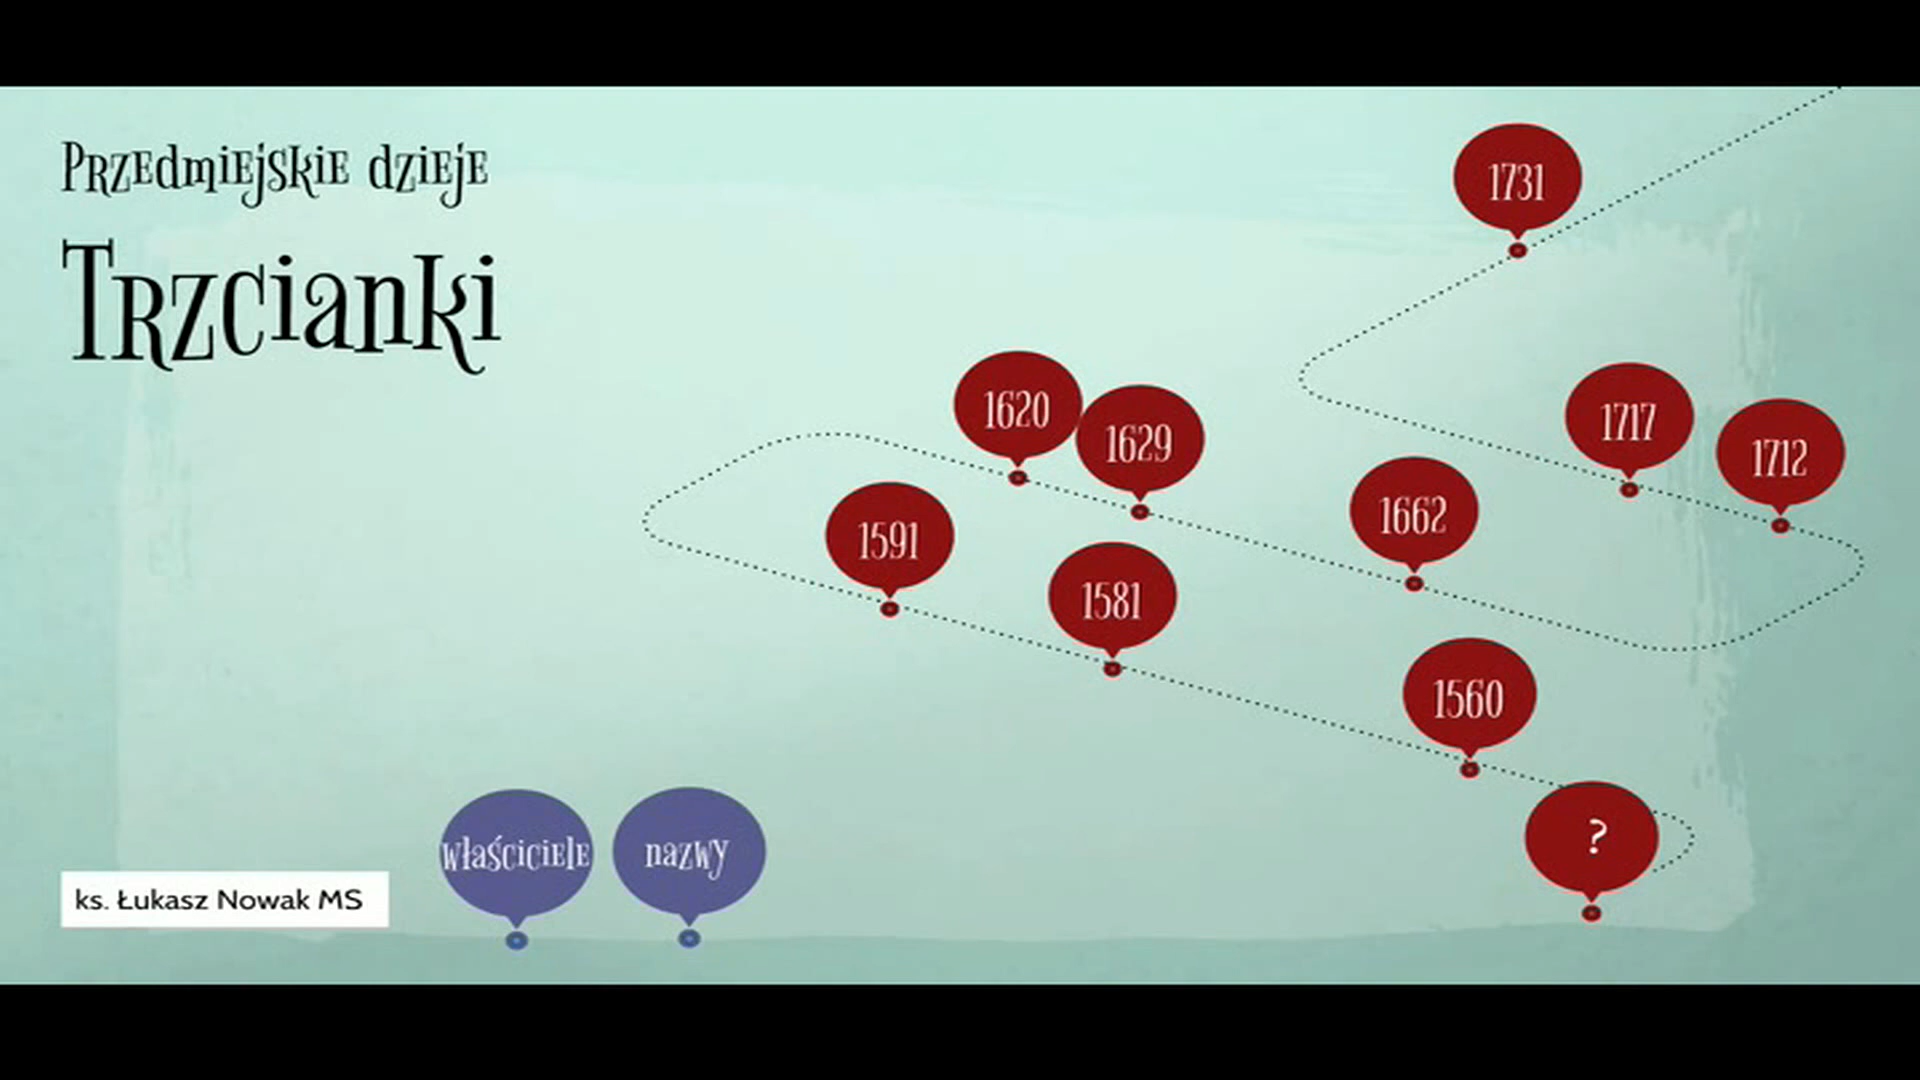 Przedmiejskie dzieje
Trzcianki
1731
1620
1629
1717
1712
1662
1591
1581
1560
?
właściciele
nazwy
ks. Łukasz Nowak MS